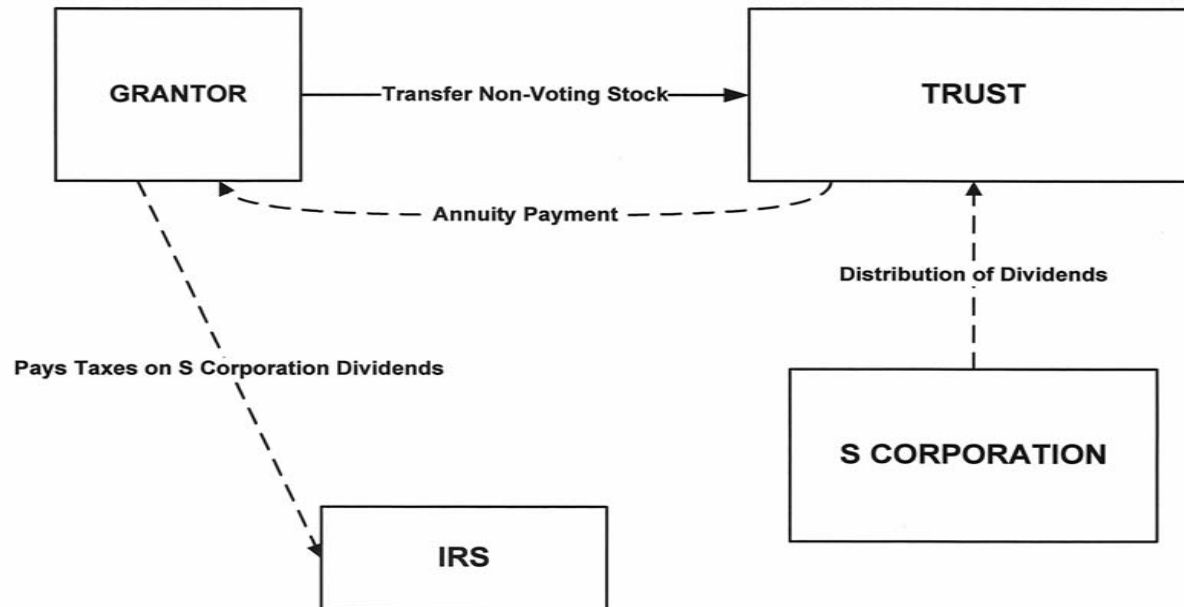 GRANTOR
Transfer Non-Voting Stock
TRUST
Annuity Payment
Distribution of Dividends
Pays Taxes on S Corporation Dividends
S CORPORATION
IRS